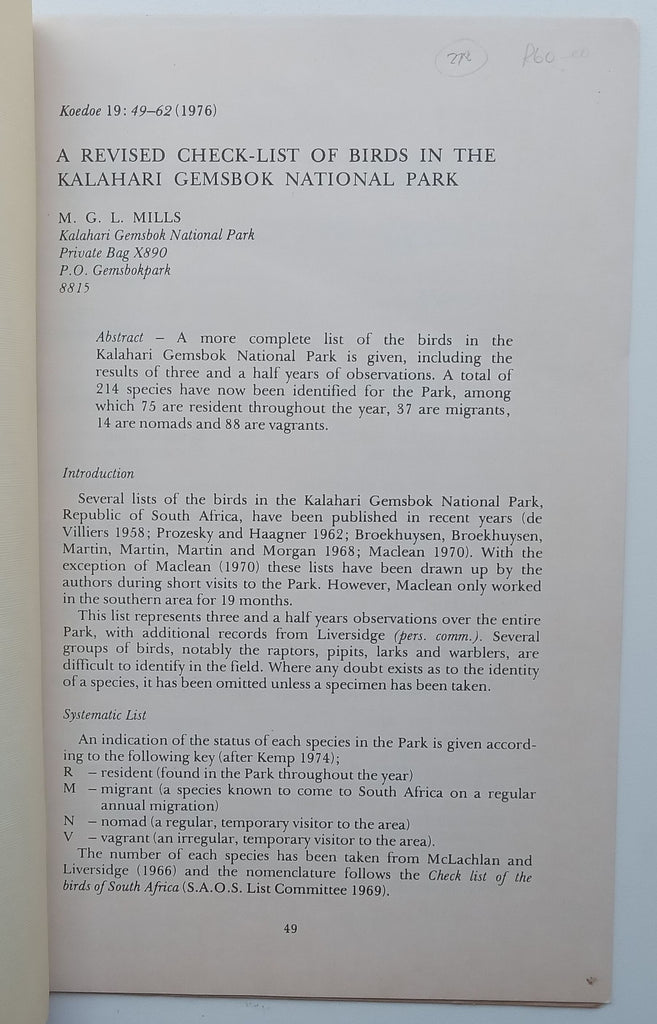 Koedoe 19: 49–62 (1976)
A REVISED CHECK-LIST OF BIRDS IN THE
KALAHARI GEMSBOK NATIONAL PARK
M. G. L. MILLS
Kalahari Gemsbok National Park
Private Bag X890
P.O. Gemsbokpark
8815
Abstract – A more complete list of the birds in the
Kalahari Gemsbok National Park is given, including the
results of three and a half years of observations. A total of
214 species have now been identified for the Park, among
which 75 are resident throughout the year, 37 are migrants,
14 are nomads and 88 are vagrants.
Introduction
Several lists of the birds in the Kalahari Gemsbok National Park,
Republic of South Africa, have been published in recent years (de
Villiers 1958; Prozesky and Haagner 1962; Broekhuysen, Broekhuysen,
Martin, Martin, Martin and Morgan 1968; Maclean 1970). With the
exception of Maclean (1970) these lists have been drawn up by the
authors during short visits to the Park. However, Maclean only worked
in the southern area for 19 months.
This list represents three and a half years observations over the entire
Park, with additional records from Liversidge (pers. comm.). Several
groups of birds, notably the raptors, pipits, larks and warblers, are
difficult to identify in the field. Where any doubt exists as to the identity
of a species, it has been omitted unless a specimen has been taken.
Systematic List
An indication of the status of each species in the Park is given accord-
ing to the following key (after Kemp 1974);
R – resident (found in the Park throughout the year)
M – migrant (a species known to come to South Africa on a regular
annual migration)
N – nomad (a regular, temporary visitor to the area)
V – vagrant (an irregular, temporary visitor to the area).
The number of each species has been taken from McLachlan and
Liversidge (1966) and the nomenclature follows the Check list of the
birds of South Africa (S.A.O.S. List Committee 1969).
49